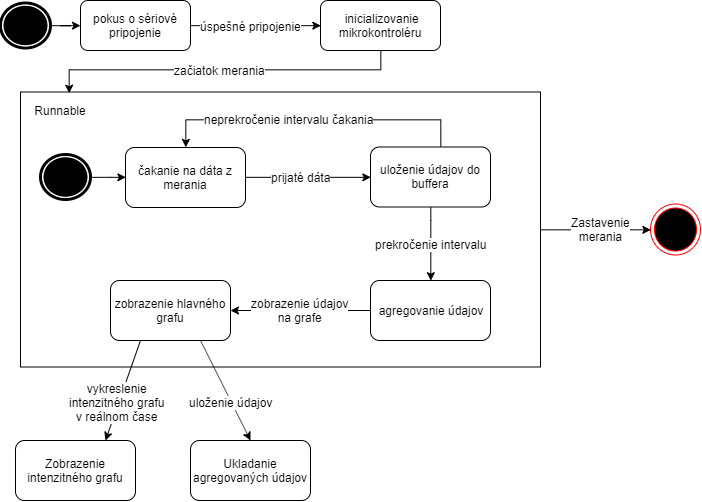 pokus o sériové
pripojenie
úspešné pripojenie
inicializovanie
mikrokontroléru
začiatok merania
Runnable
neprekročenie intervalu čakania
čakanie na dáta z
merania
prijaté dáta
uloženie údajov do
buffera
Zastavenie
merania
prekročenie intervalu
zobrazenie hlavného
grafu
zobrazenie údajov
na grafe
agregovanie údajov
vykreslenie
intenzitného grafu
v reálnom čase
uloženie údajov
Zobrazenie
intenzitného grafu
Ukladanie
agregovaných údajov